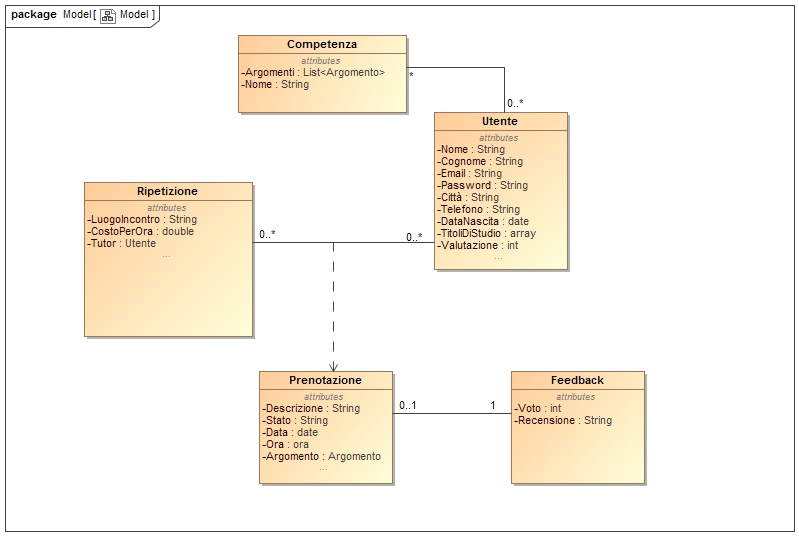 package Model[ Model ]
Competenza
attributes
-Argomenti : List<Argomento>
-Nome : String
*
0..*
Utente
attributes
-Nome : String
-Cognome : String
-Email : String
-Password : String
-Città : String
-Telefono : String
-DataNascita : date
-TitoliDiStudio : array
-Valutazione : int
...
Ripetizione
attributes
-LuogoIncontro : String
-CostoPerOra : double
-Tutor : Utente
...
0..*
0..*
Prenotazione
attributes
-Descrizione : String
-Stato : String
-Data : date
-Ora : ora
-Argomento : Argomento
...
0..1
1
Feedback
attributes
-Voto : int
-Recensione : String